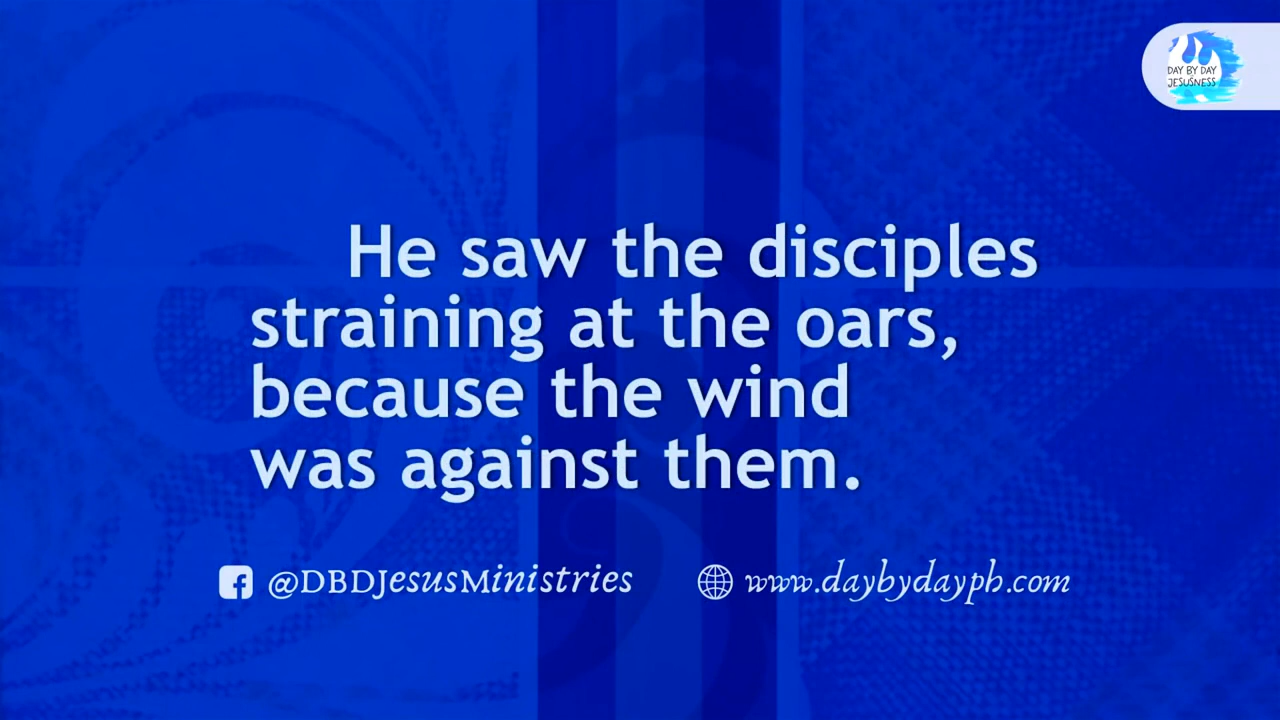 DAY BY DAY
JESUSNESS
He saw the disciples
straining at the oars,
because the wind
was against them.
@DBDJesusMinistries
www.daybydayph.com